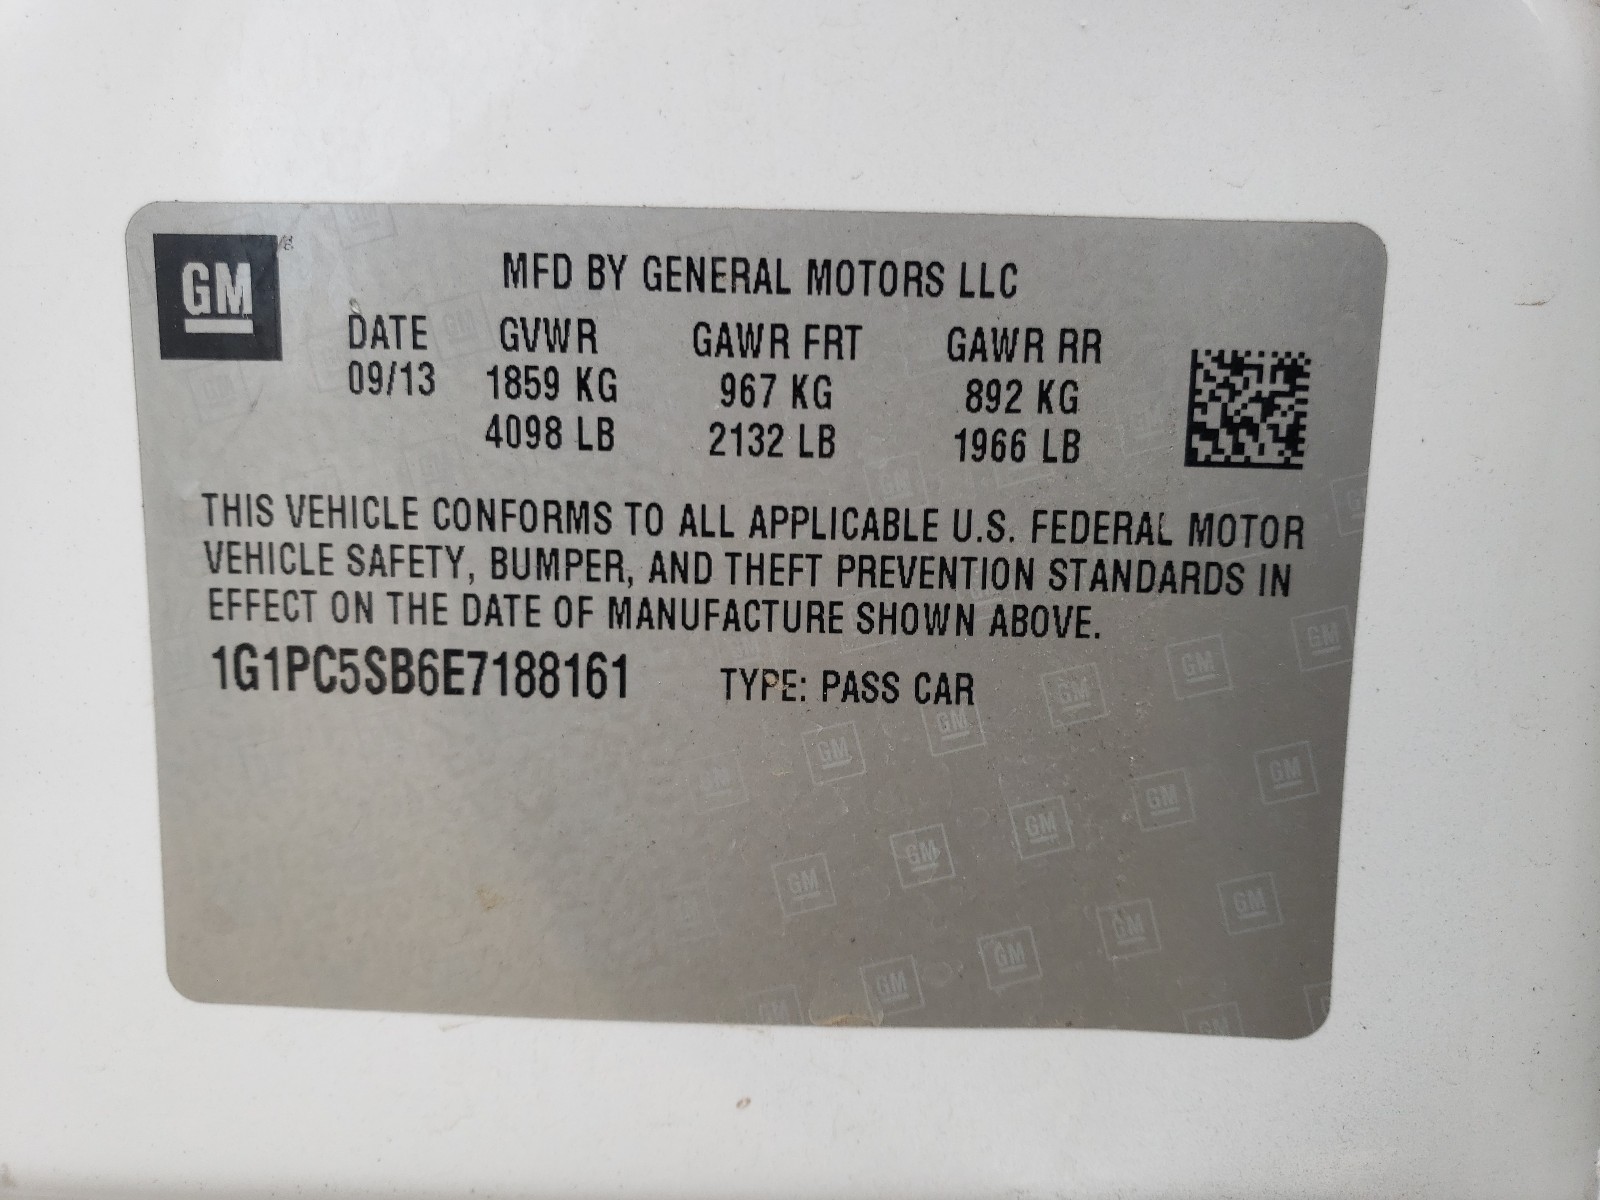 GM
MFD BY GENERAL MOTORS LLC
DATE GVWR GAWR FRT GAWR RR
09/13 1859 KG 967 KG 892 KG
4098 LB 2132 LB 1966 LB
THIS VEHICLE CONFORMS TO ALL APPLICABLE U.S. FEDERAL MOTOR
VEHICLE SAFETY, BUMPER, AND THEFT PREVENTION STANDARDS IN
EFFECT ON THE DATE OF MANUFACTURE SHOWN ABOVE.
1G1PC5SB6E7188161 TYPE: PASS CAR